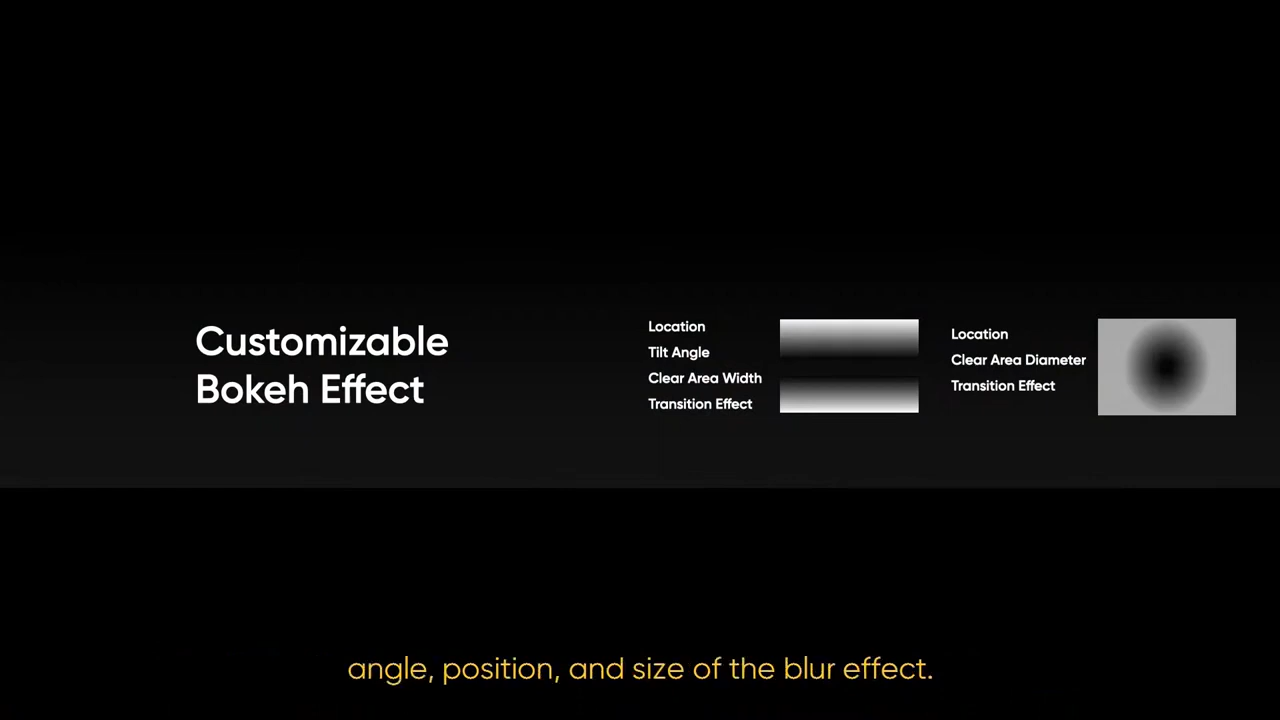 Customizable
Bokeh Effect
Location
Tilt Angle
Clear Area Width
Transition Effect
Location
Clear Area Diameter
Transition Effect
angle, position, and size of the blur effect.